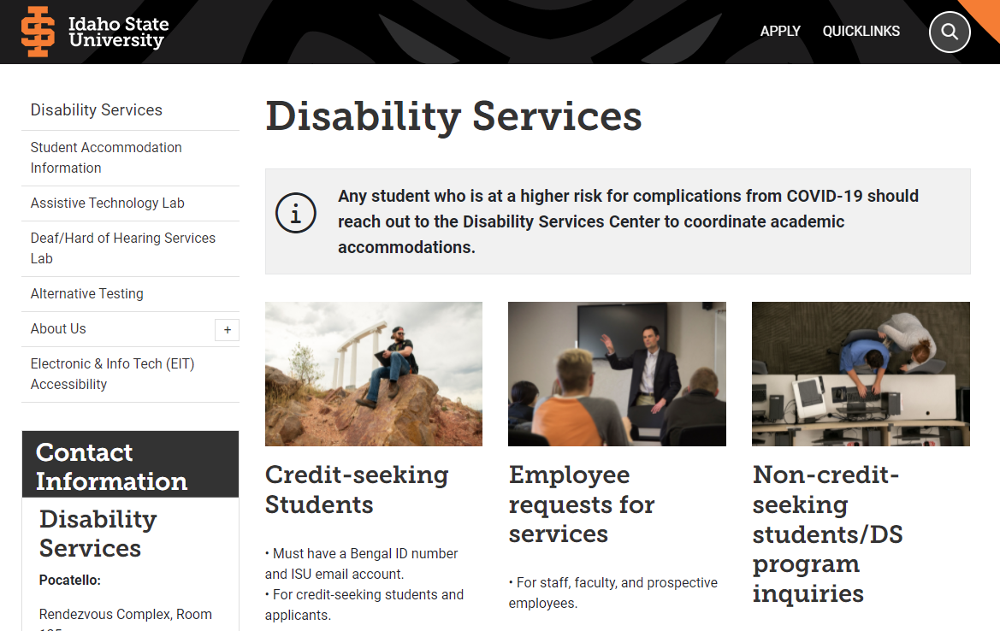 Idaho State
University
APPLY
QUICKLINKS
Disability Services
Student Accommodation
Information
Assistive Technology Lab
Deaf/Hard of Hearing Services
Lab
Alternative Testing
About Us
+
Electronic & Info Tech (EIT)
Accessibility
Contact
Information
Disability
Services
Pocatello:
Rendezvous Complex, Room
Disability Services
Any student who is at a higher risk for complications from COVID-19 should
reach out to the Disability Services Center to coordinate academic
accommodations.
Credit-seeking
Students
• Must have a Bengal ID number
and ISU email account.
• For credit-seeking students and
applicants.
Employee
requests for
services
• For staff, faculty, and prospective
employees.
Non-credit-
seeking
students/DS
program
inquiries